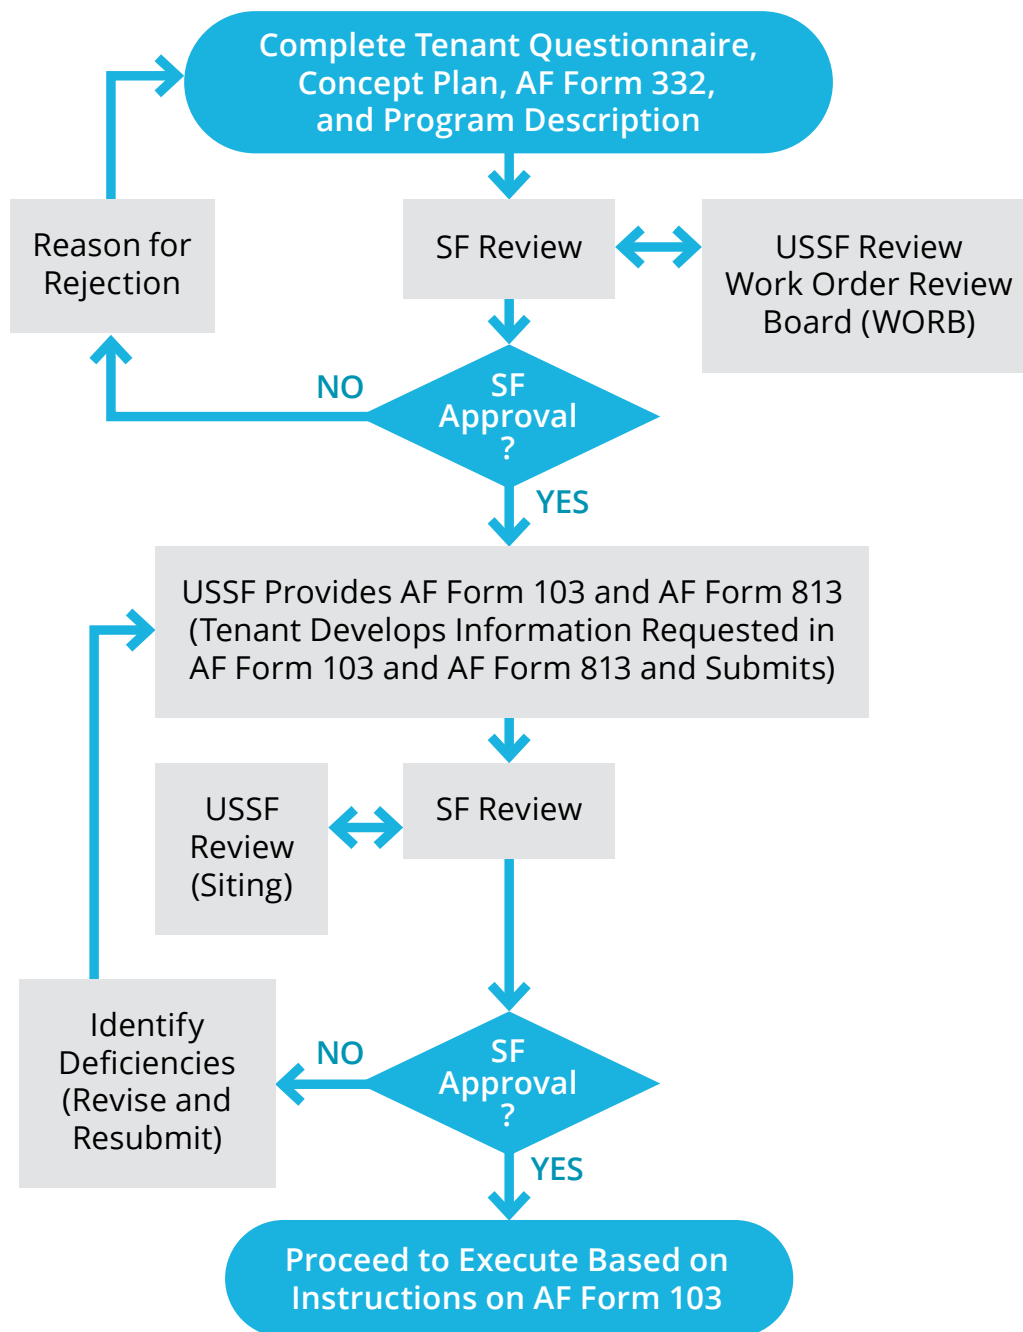 Complete Tenant Questionnaire,
Concept Plan, AF Form 332,
and Program Description
Reason for
Rejection
SF Review
USSF Review
Work Order Review
Board (WORB)
NO
SF
Approval
?
YES
USSF Provides AF Form 103 and AF Form 813
(Tenant Develops Information Requested in
AF Form 103 and AF Form 813 and Submits)
USSF
Review
(Siting)
SF Review
Identify
Deficiencies
(Revise and
Resubmit)
NO
SF
Approval
?
YES
Proceed to Execute Based on
Instructions on AF Form 103